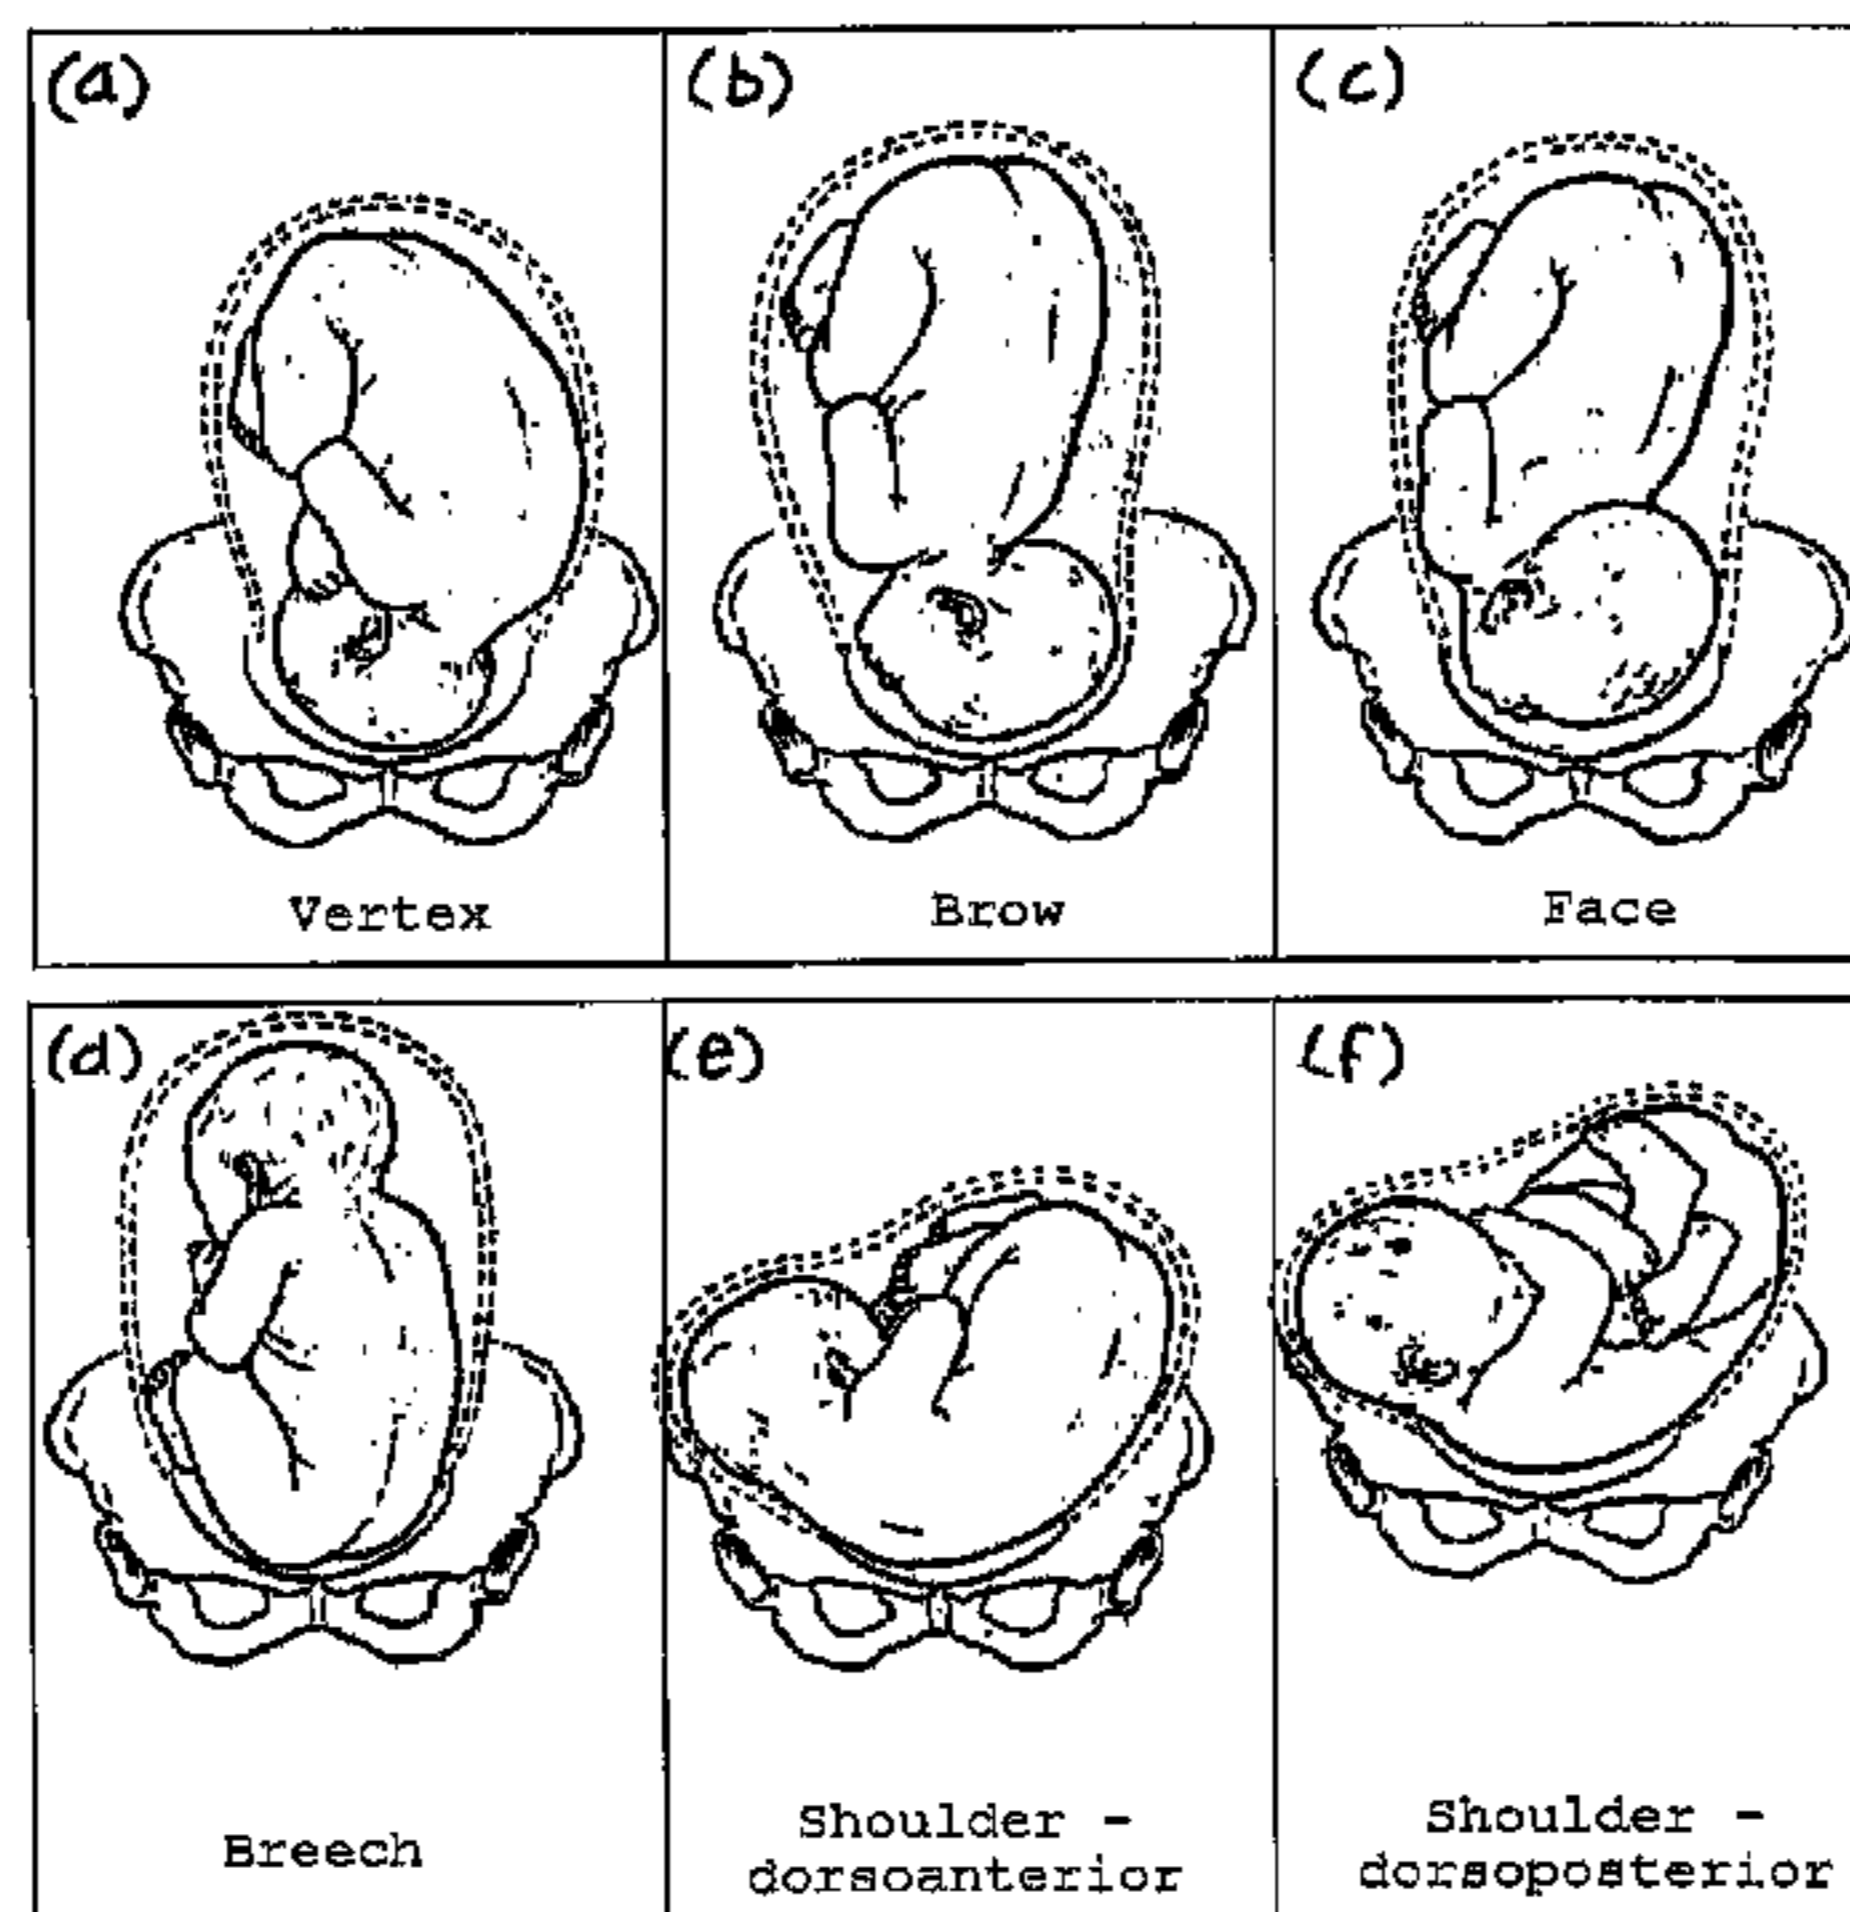 (a)
(b)
(c)
Vertex
Brow
Face
(d)
(e)
(f)
Breech
Shoulder -
dorsoanterior
Shoulder -
dorsoposterior